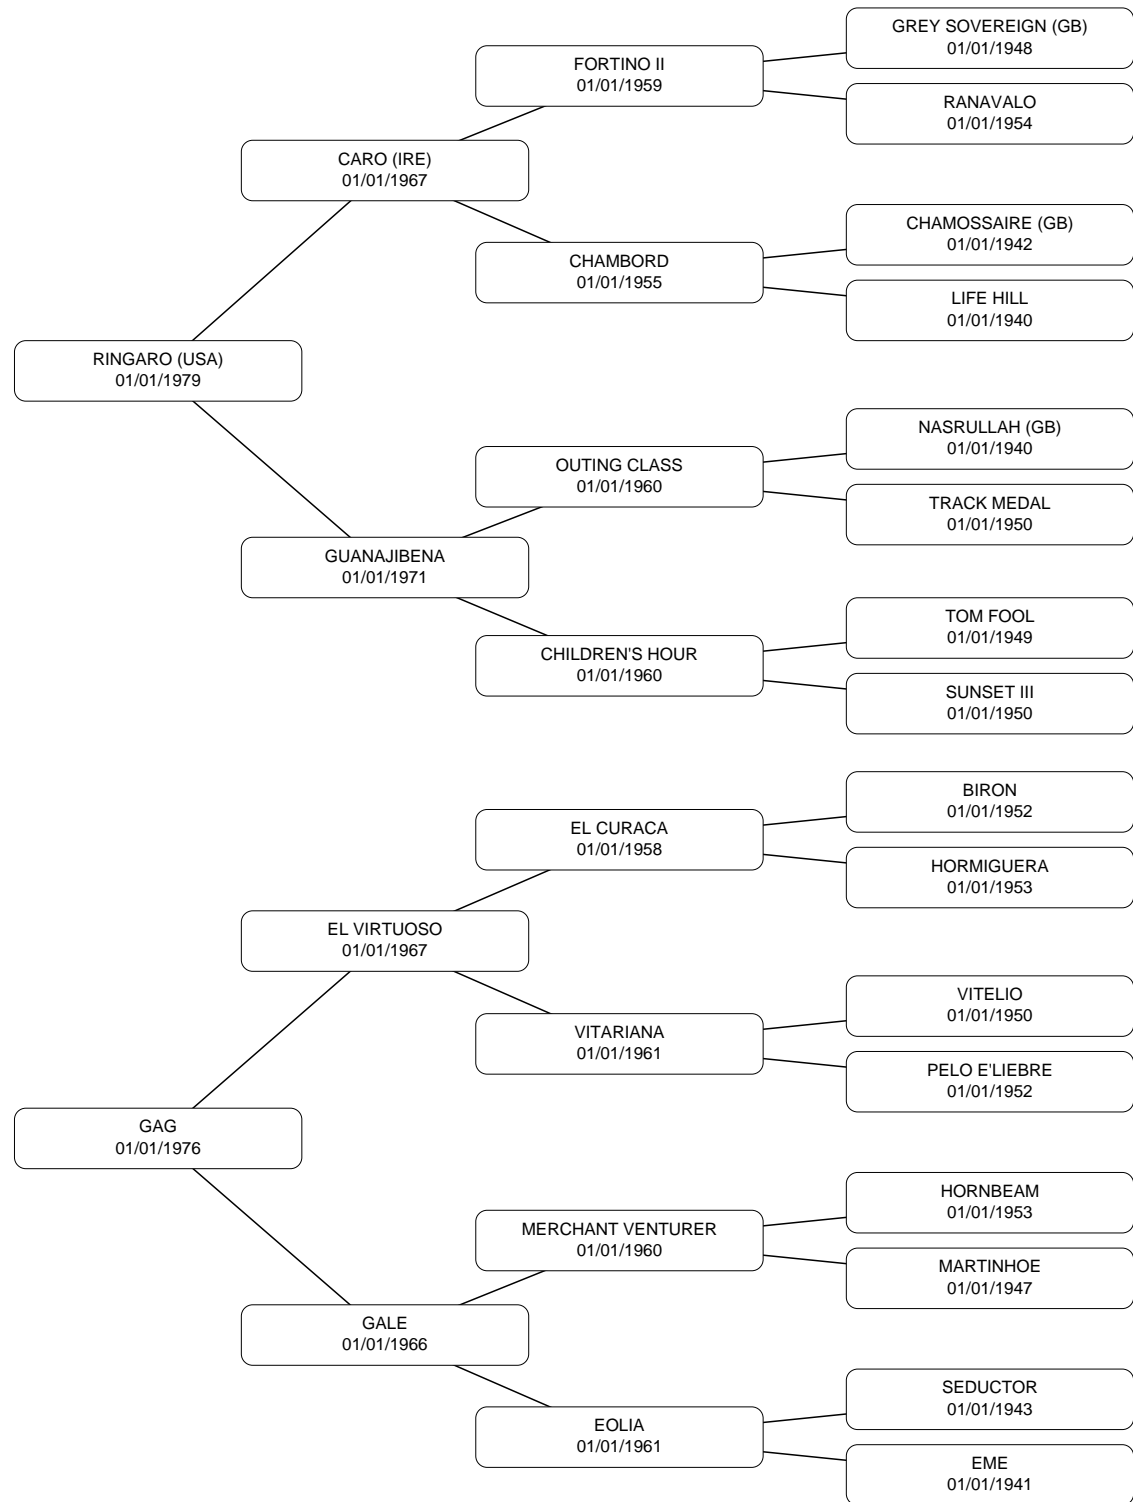 GREY SOVEREIGN (GB)
01/01/1948
FORTINO II
01/01/1959
RANAVALO
01/01/1954
CARO (IRE)
01/01/1967
CHAMOSSAIRE (GB)
01/01/1942
CHAMBORD
01/01/1955
LIFE HILL
01/01/1940
RINGARO (USA)
01/01/1979
NASRULLAH (GB)
01/01/1940
OUTING CLASS
01/01/1960
TRACK MEDAL
01/01/1950
GUANAJIBENA
01/01/1971
TOM FOOL
01/01/1949
CHILDREN'S HOUR
01/01/1960
SUNSET III
01/01/1950
BIRON
01/01/1952
EL CURACA
01/01/1958
HORMIGUERA
01/01/1953
EL VIRTUOSO
01/01/1967
VITELIO
01/01/1950
VITARIANA
01/01/1961
PELO E'LIEBRE
01/01/1952
GAG
01/01/1976
HORNBEAM
01/01/1953
MERCHANT VENTURER
01/01/1960
MARTINHOE
01/01/1947
GALE
01/01/1966
SEDUCTOR
01/01/1943
EOLIA
01/01/1961
EME
01/01/1941